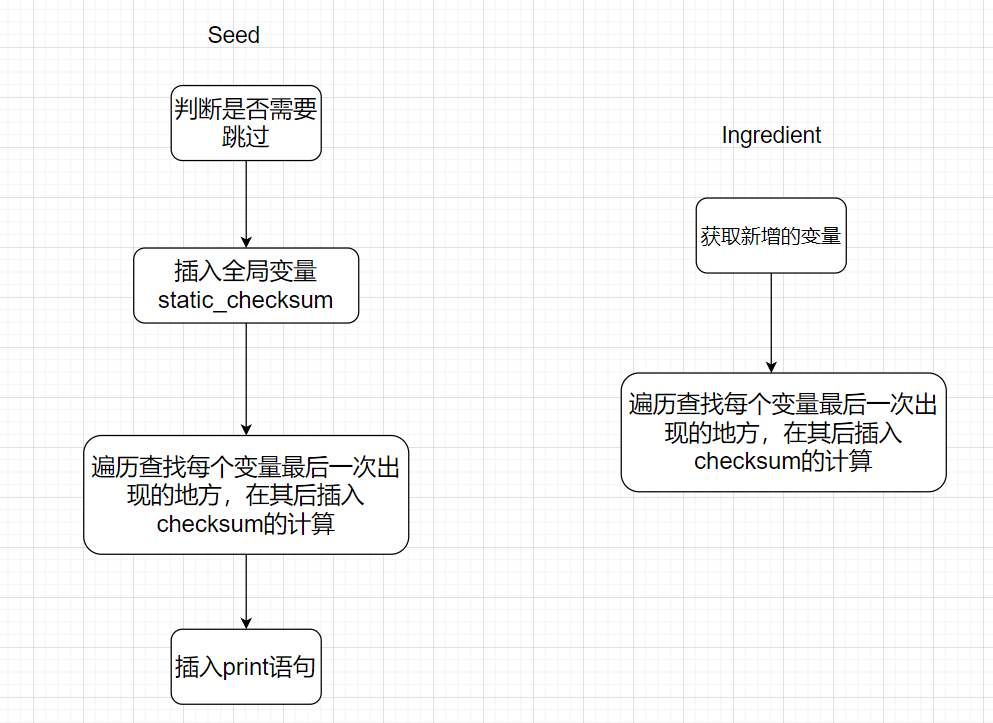 Seed
判断是否需要
跳过
插入全局变量
static_checksum
遍历查找每个变量最后一次出
现的地方，在其后插入
checksum的计算
插入print语句
Ingredient
获取新增的变量
遍历查找每个变量最后一次出
现的地方，在其后插入
checksum的计算